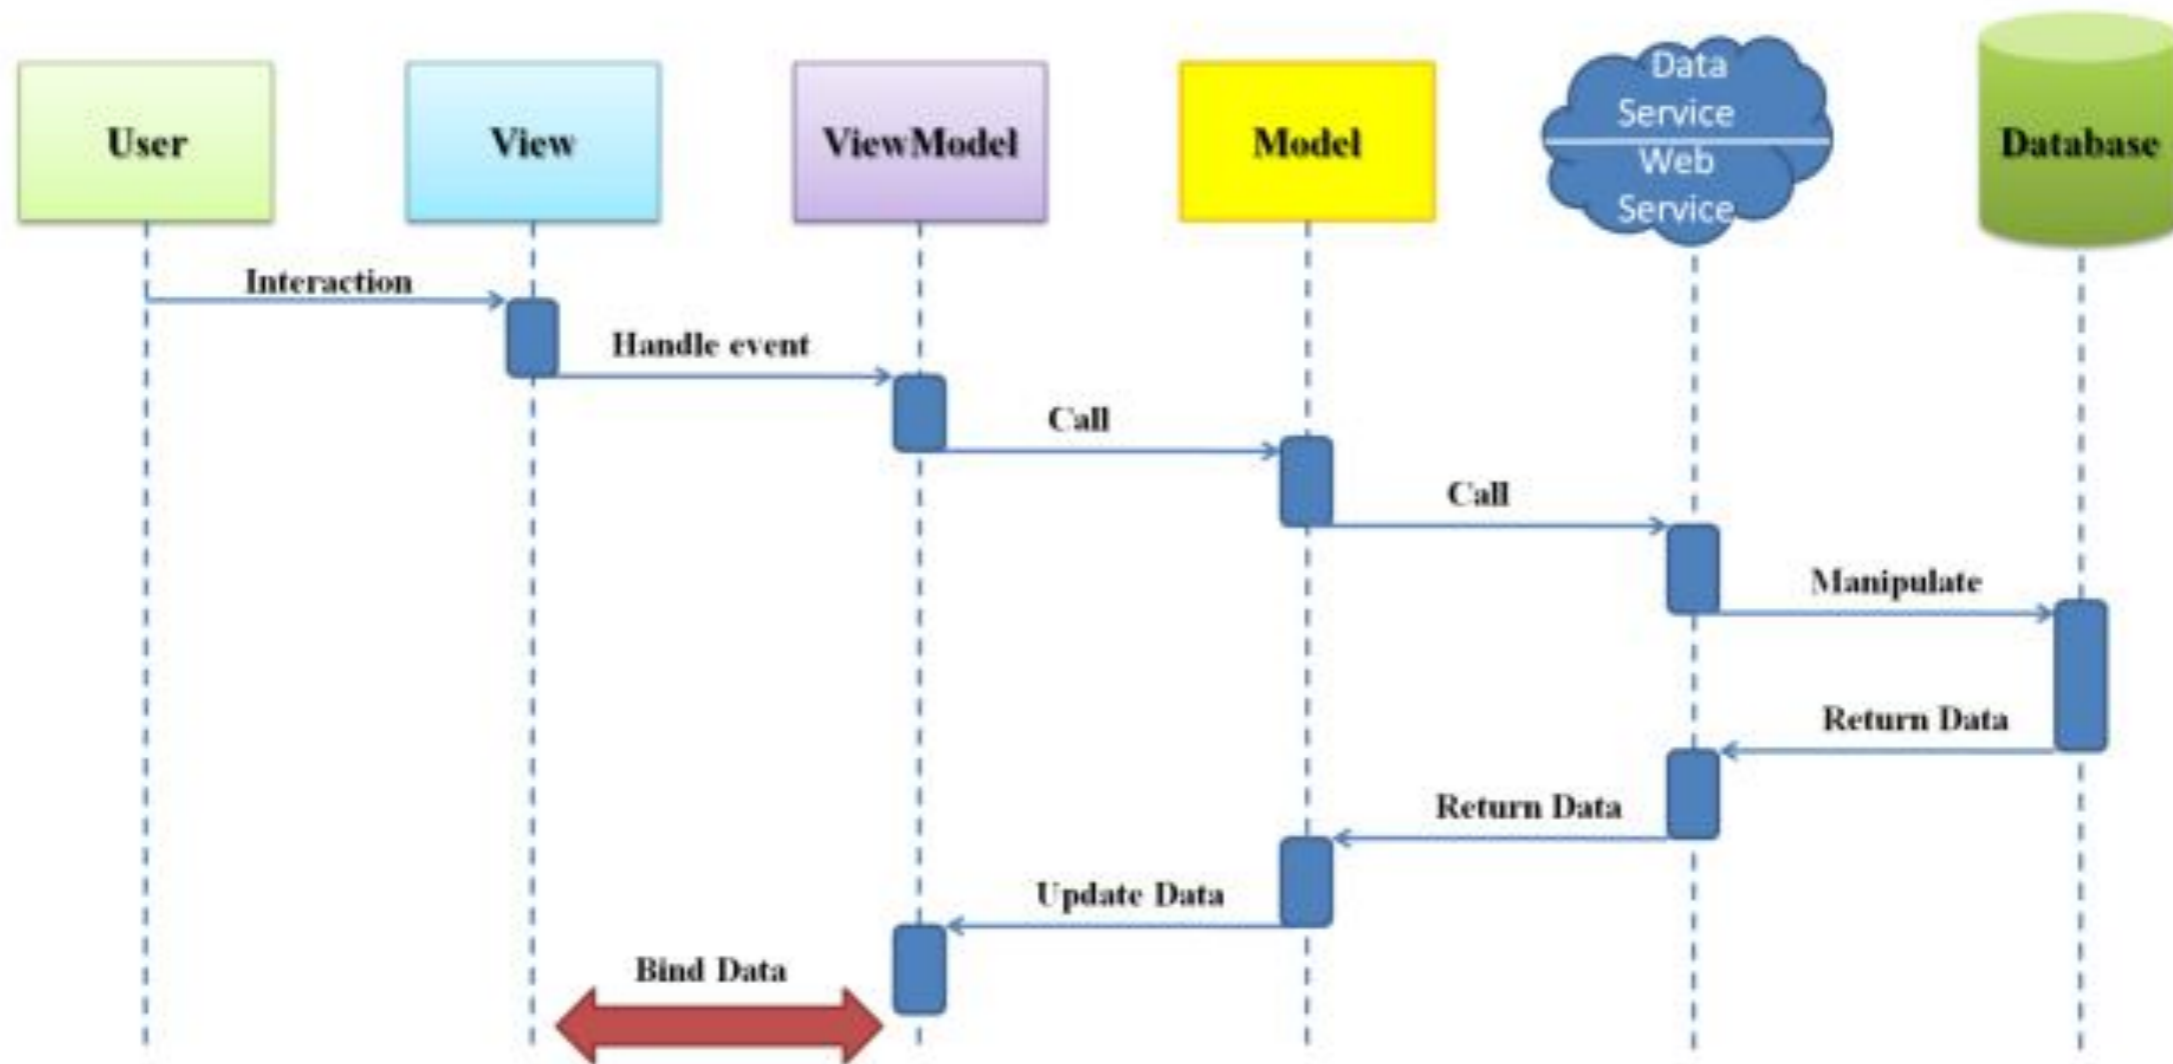 User
View
ViewModel
Model
Data
Service
Web
Service
Database
Interaction
Handle event
Call
Call
Manipulate
Return Data
Return Data
Update Data
Bind Data